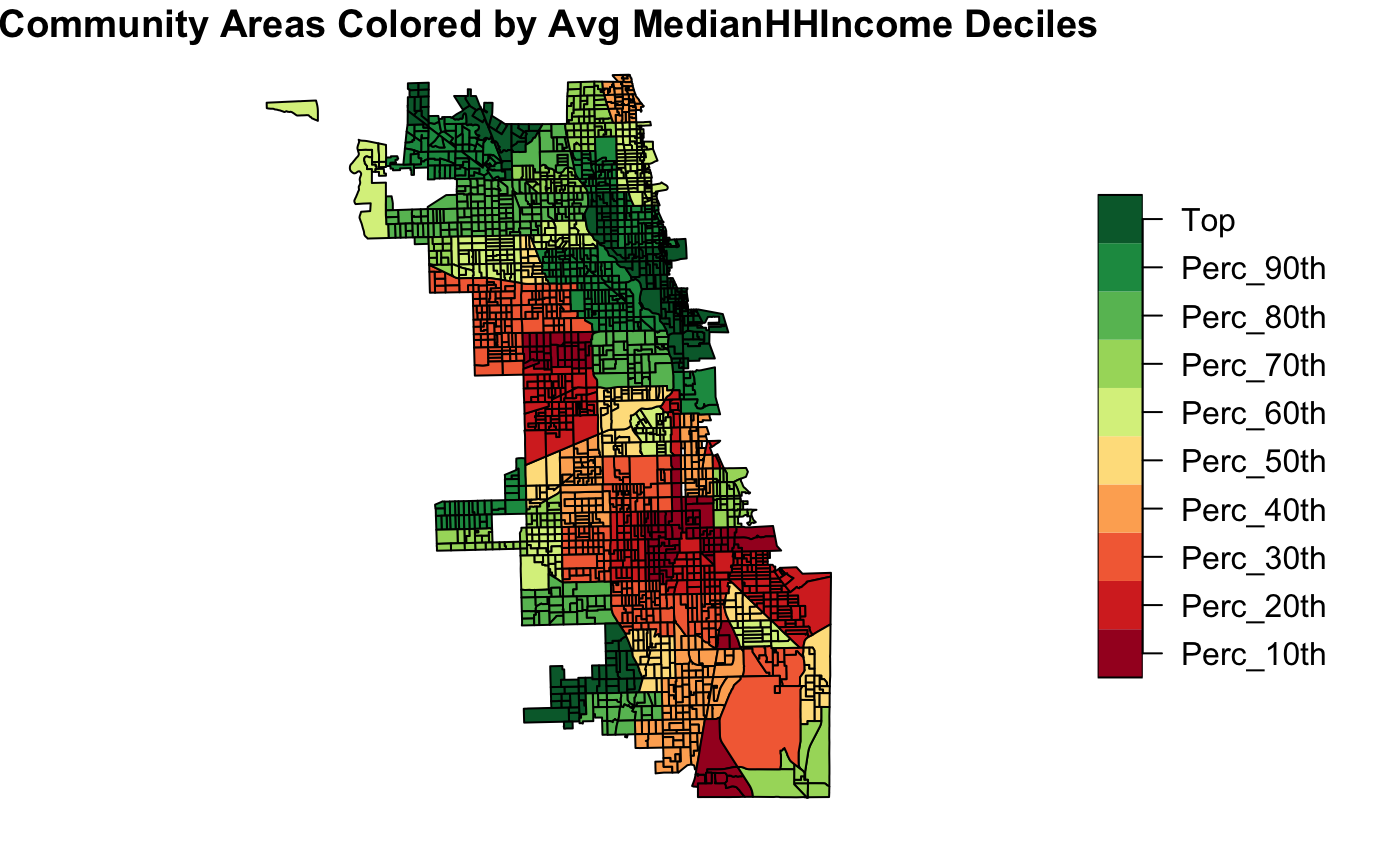 Community Areas Colored by Avg MedianHHIncome Deciles
Top
Perc_90th
Perc_80th
Perc_70th
Perc_60th
Perc_50th
Perc_40th
Perc_30th
Perc_20th
Perc_10th